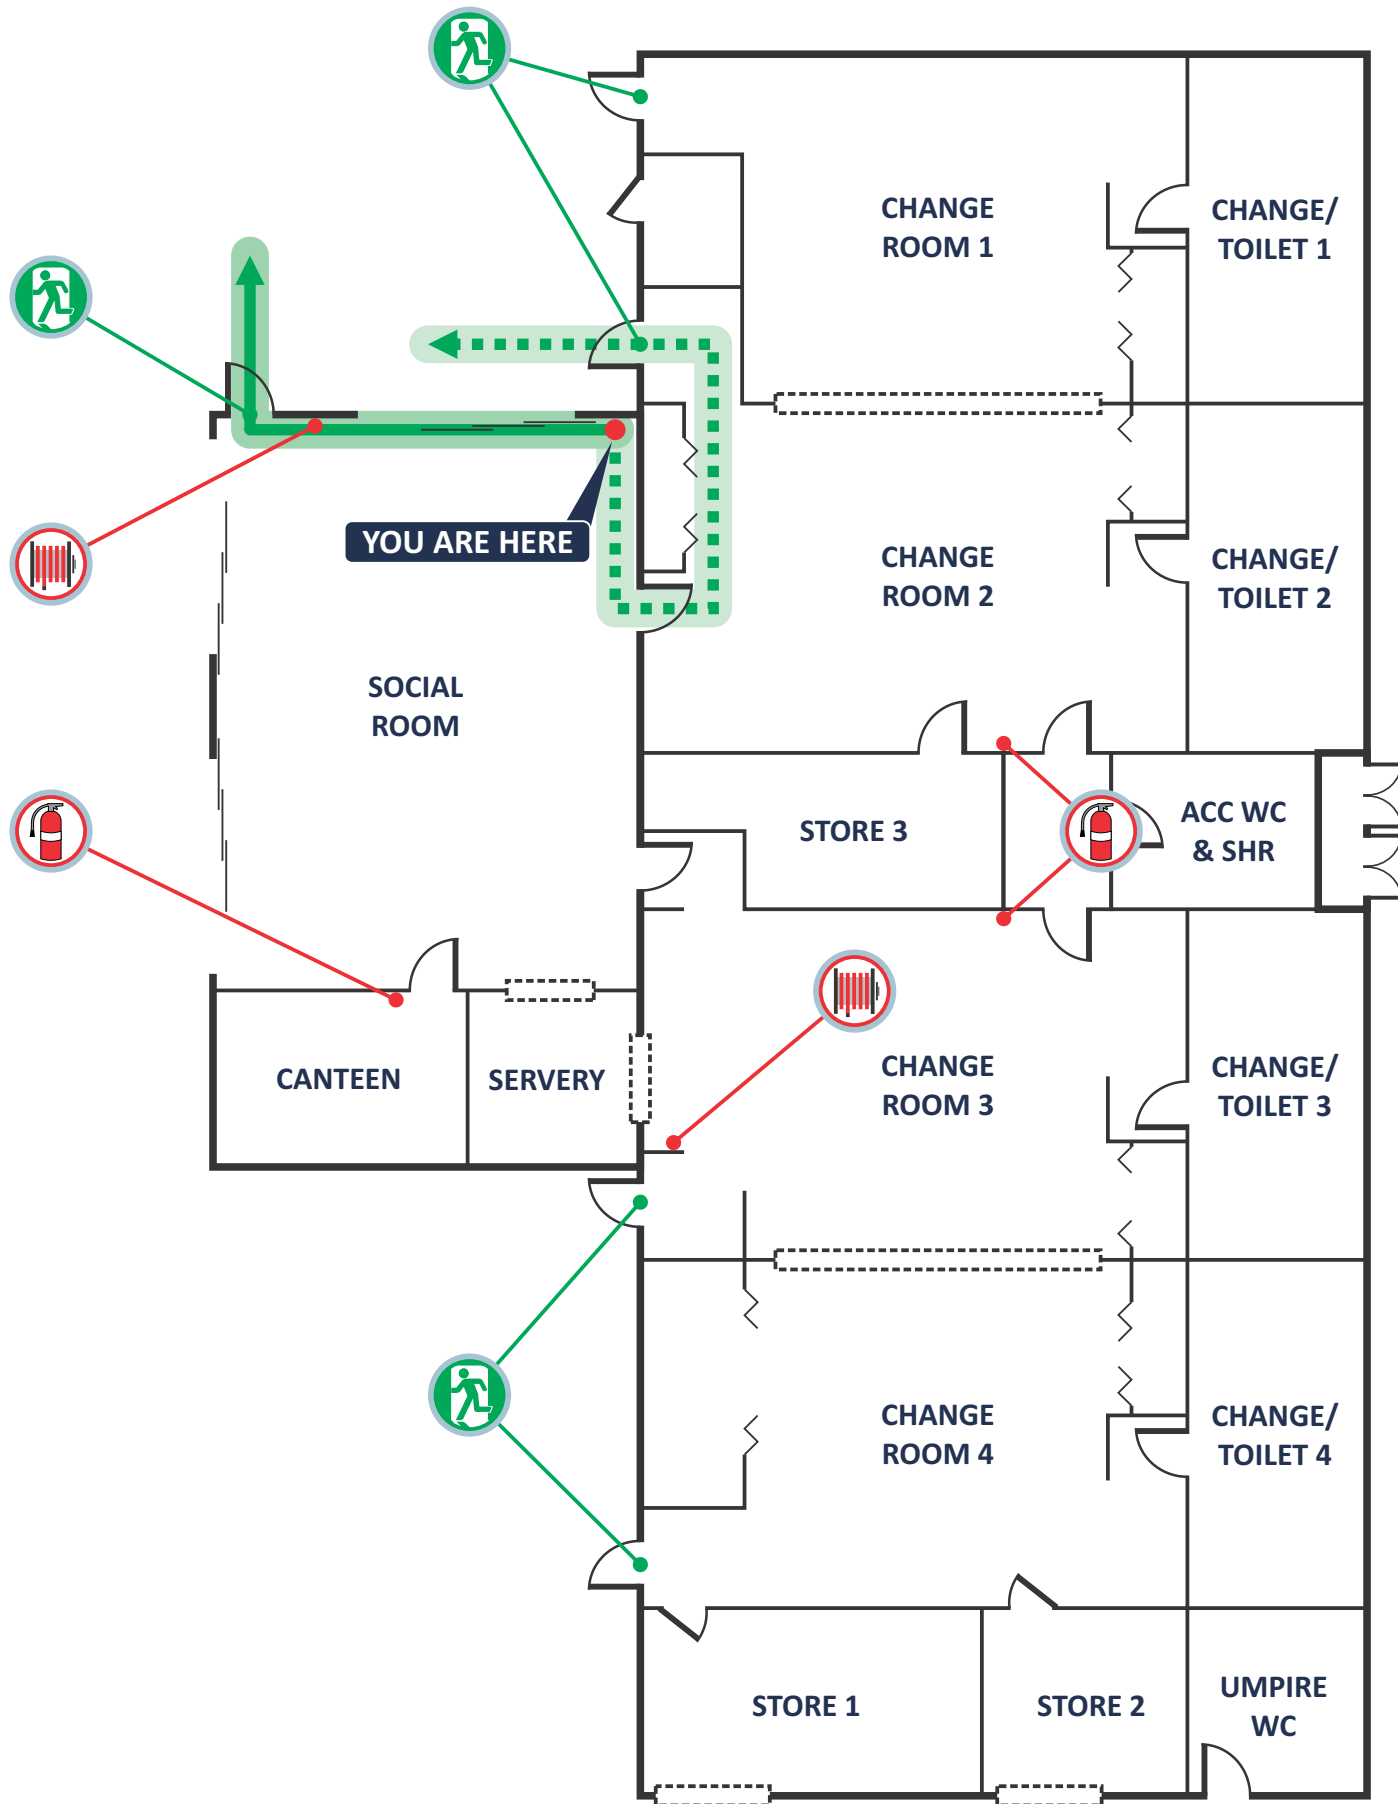 CHANGE
ROOM 1
CHANGE/
TOILET 1
YOU ARE HERE
CHANGE
ROOM 2
CHANGE/
TOILET 2
SOCIAL
ROOM
STORE 3
ACC WC
& SHR
CANTEEN
SERVERY
CHANGE
ROOM 3
CHANGE/
TOILET 3
CHANGE
ROOM 4
CHANGE/
TOILET 4
STORE 1
STORE 2
UMPIRE
WC